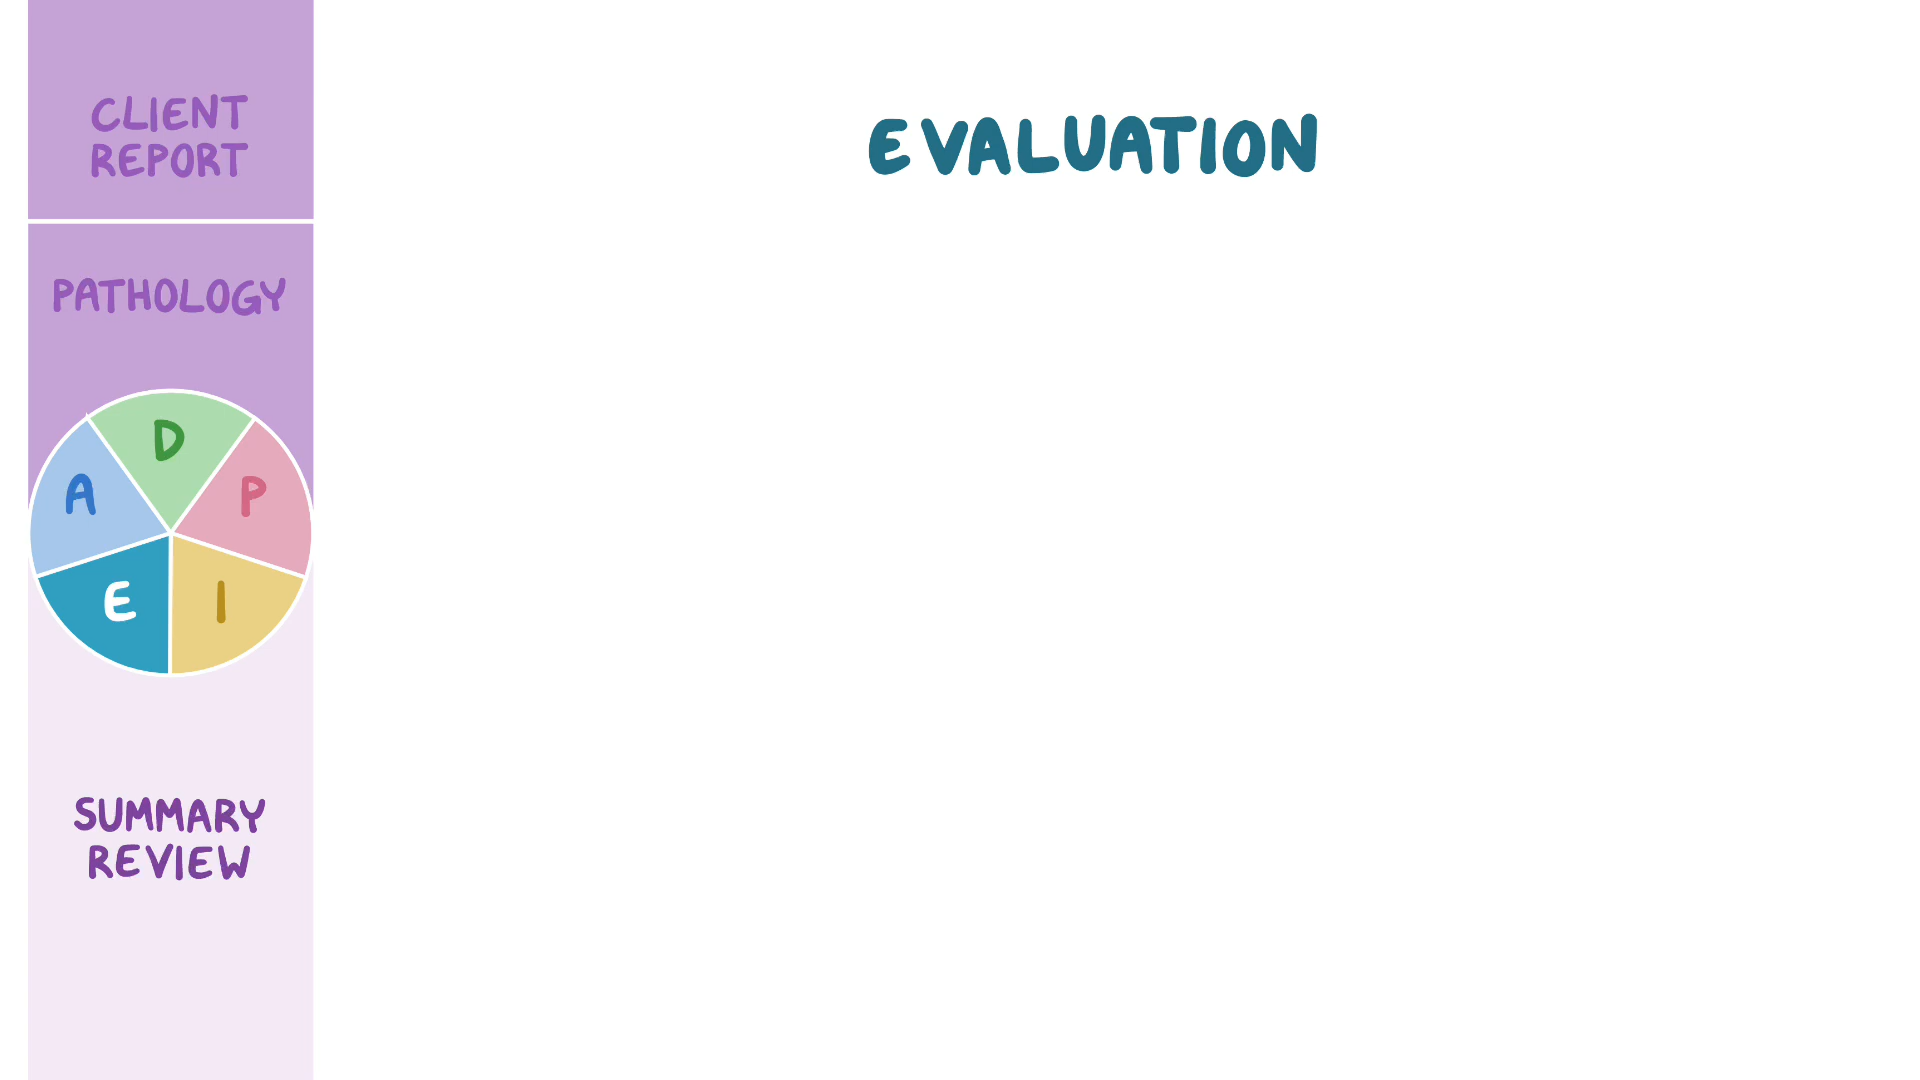 CLIENT
REPORT
PATHOLOGY
D
A
P
E
I
SUMMARY
REVIEW
EVALUATION